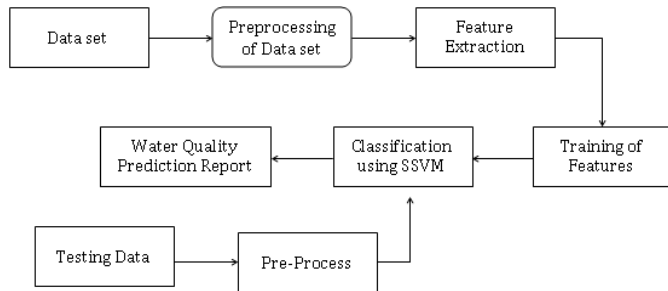 Data set
Preprocessing
of Data set
Feature
Extraction
Water Quality
Prediction Report
Classification
using SSVM
Training of
Features
Testing Data
Pre-Process